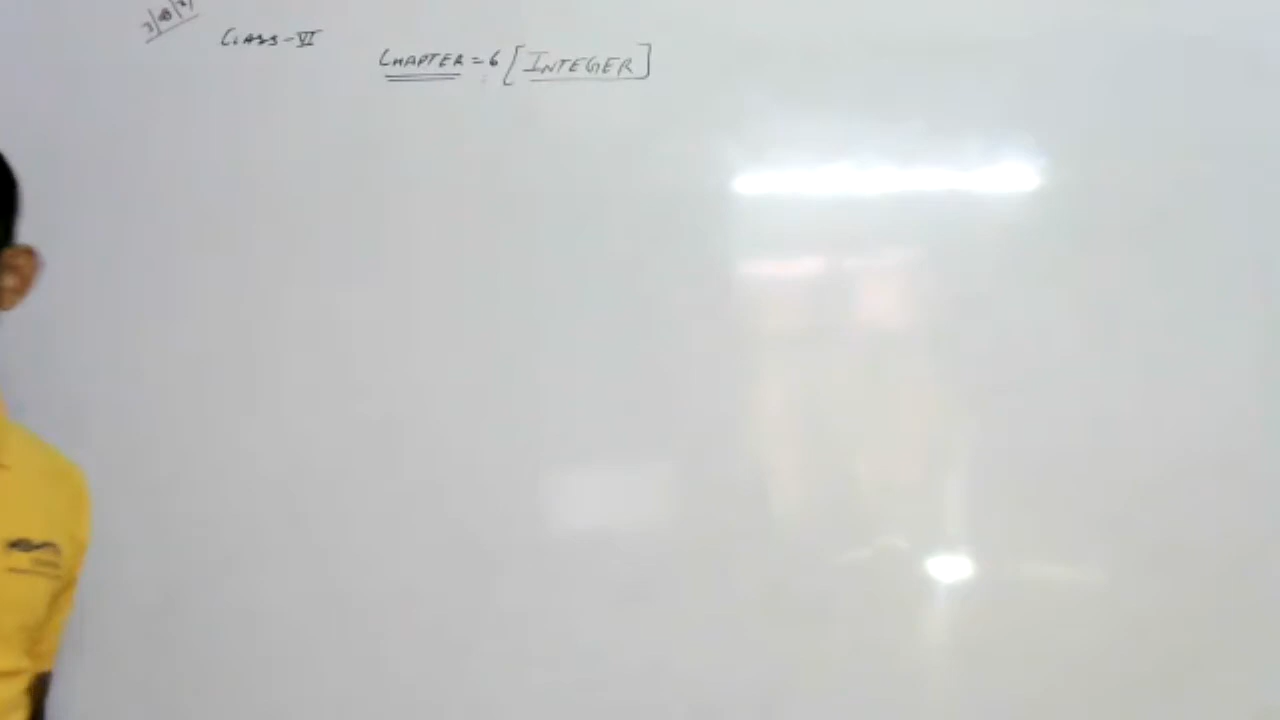 CLASS-VI
CHAPTER = 6 [INTEGER]